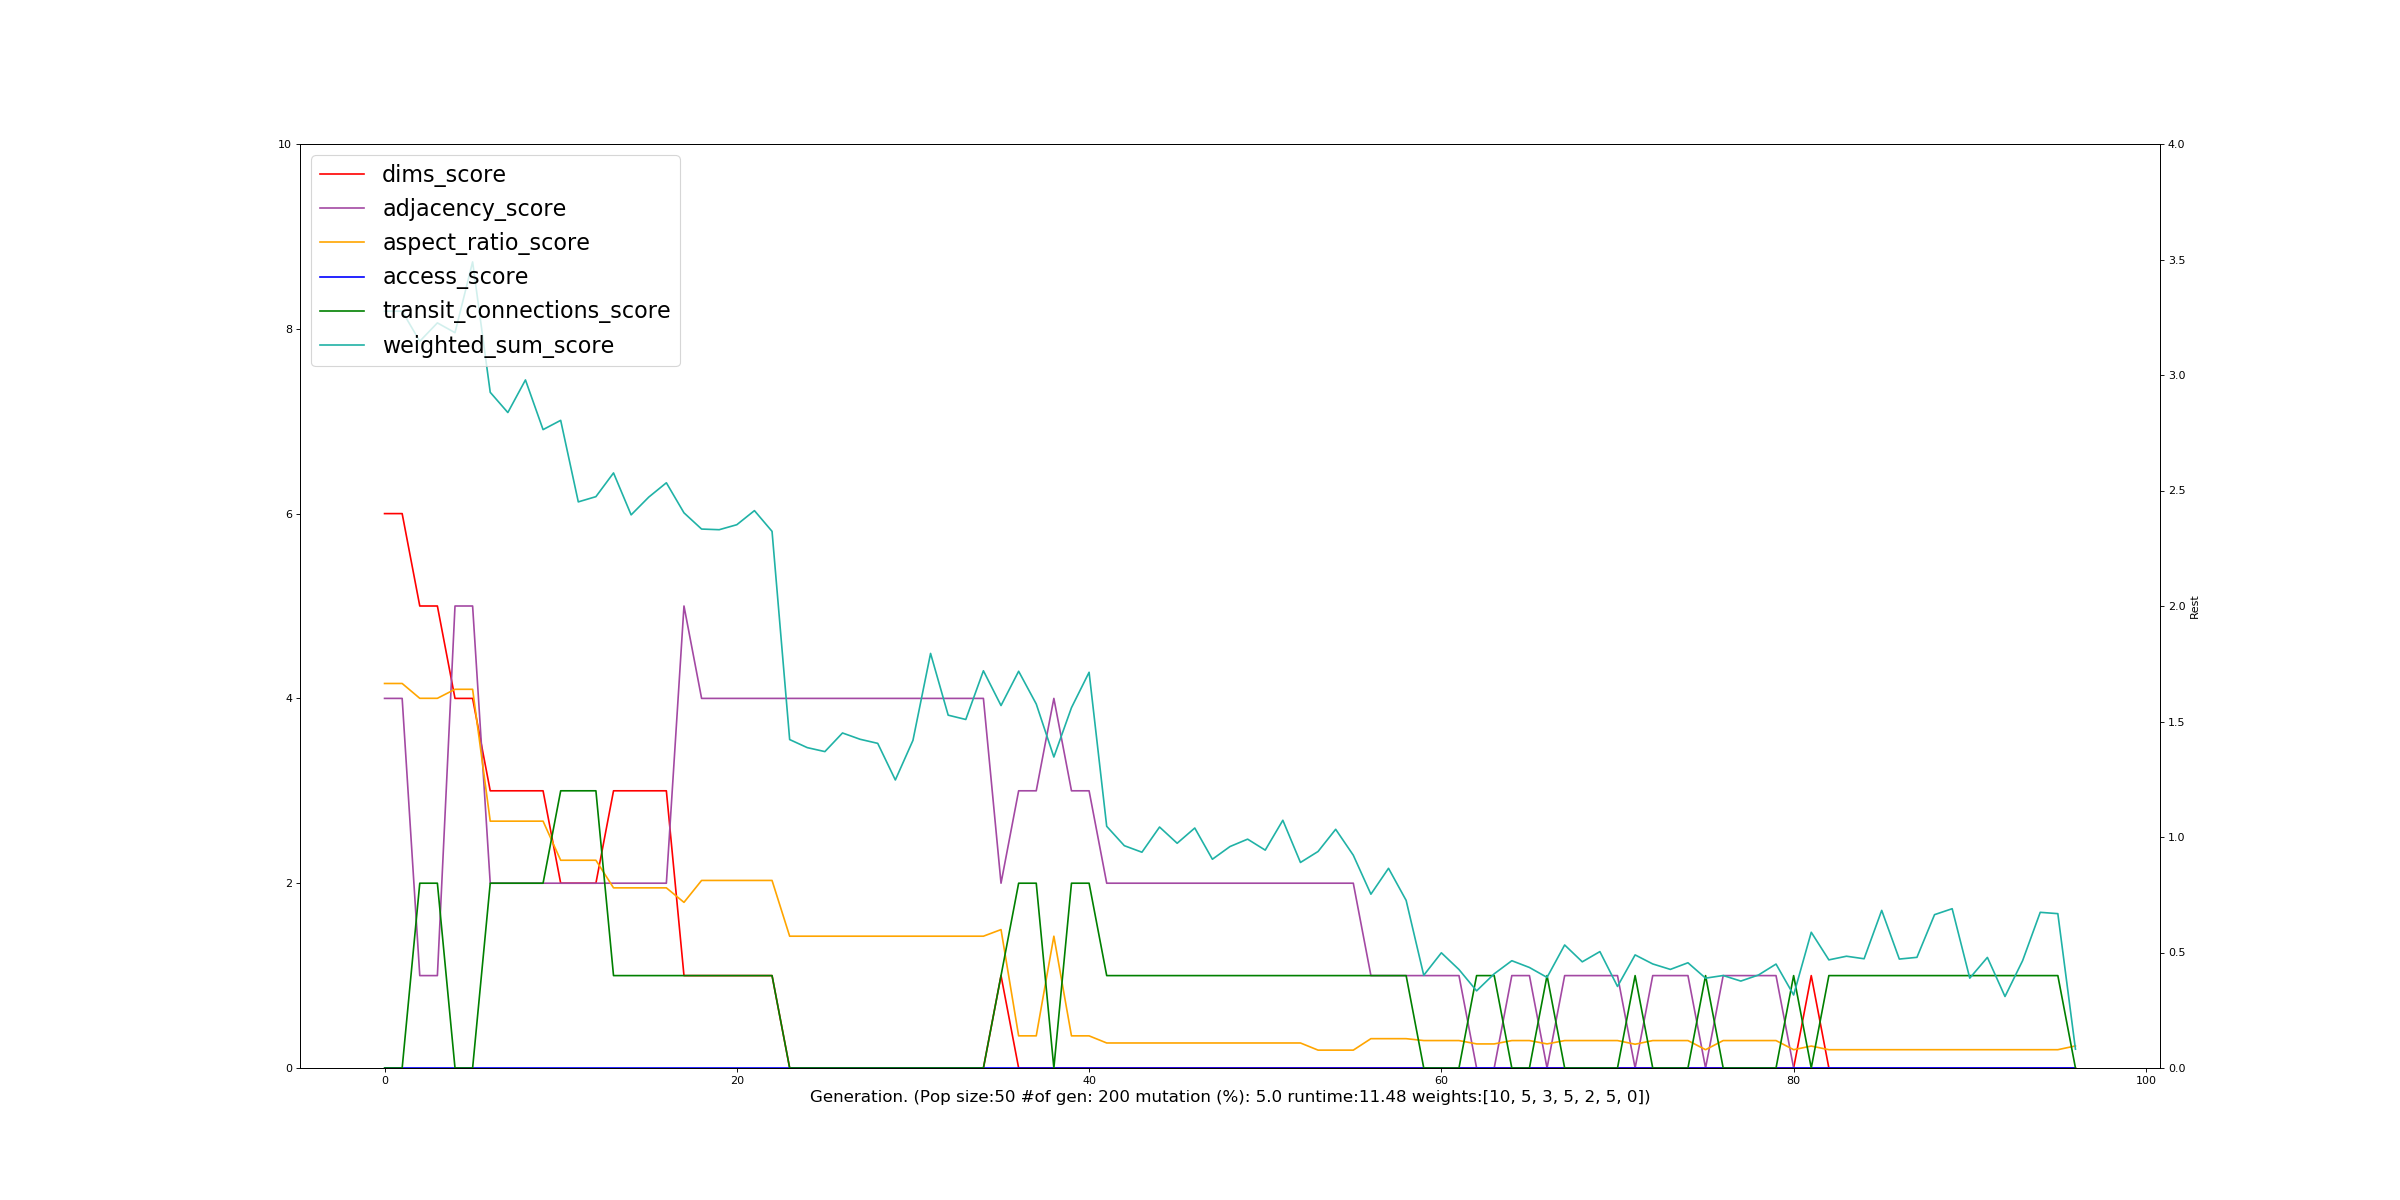 10
8
6
4
2
0
dims_score
adjacency_score
aspect_ratio_score
access_score
transit_connections_score
weighted_sum_score
4.0
3.5
3.0
2.5
2.0
1.5
1.0
0.5
0.0
Rest
0 20 40 60 80 100
Generation. (Pop size:50 #of gen: 200 mutation (%): 5.0 runtime:11.48 weights:[10, 5, 3, 5, 2, 5, 0])